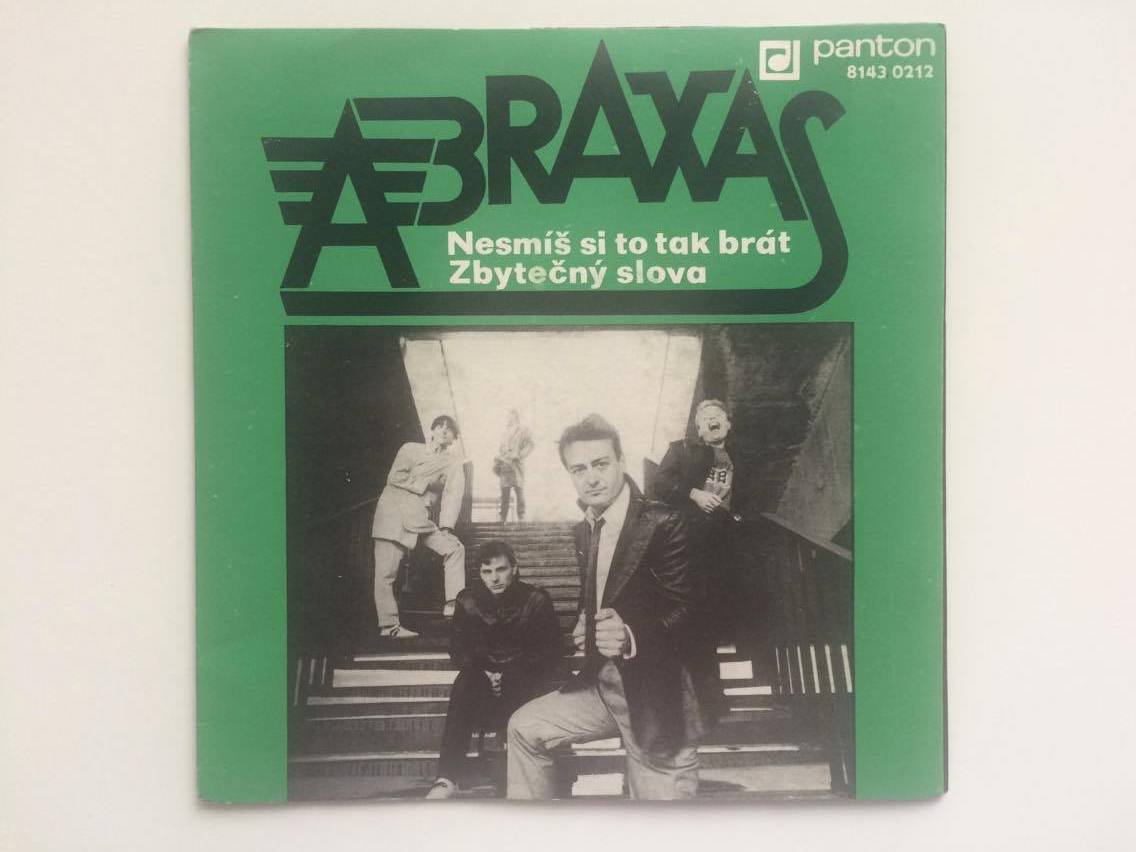 panton
8143 0212
ABRAXAS
Nesmíš si to tak brát
Zbytečný slova